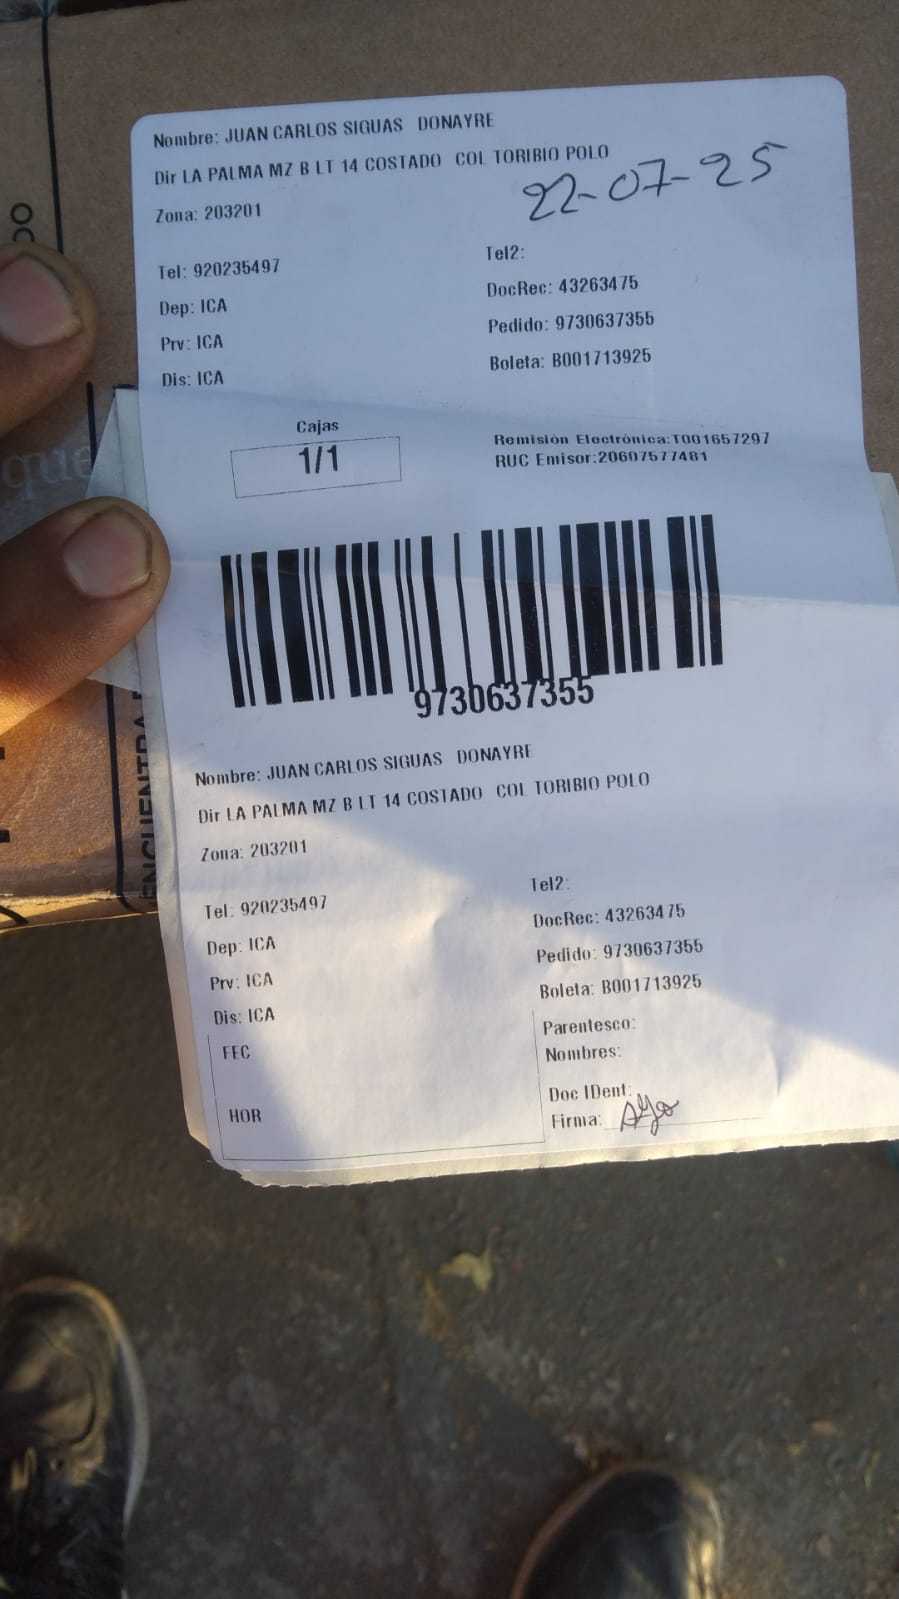 Nombre: JUAN CARLOS SIGUAS DONAYRE
Dir LA PALMA MZ B LT 14 COSTADO COL TORIBIO POLO
22-07-25
Zona: 203201
Tel: 920235497
Tel2:
Dep: ICA
DocRec: 43263475
Prv: ICA
Pedido: 9730637355
Dis: ICA
Boleta: B001713925
Cajas
1/1
Remisión Electrónica:T001657297
RUC Emisor:20607577481
9730637355
Nombre: JUAN CARLOS SIGUAS DONAYRE
Dir LA PALMA MZ B LT 14 COSTADO COL TORIBIO POLO
Zona: 203201
Tel: 920235497
Tel2:
Dep: ICA
DocRec: 43263475
Prv: ICA
Pedido: 9730637355
Dis: ICA
Boleta: B001713925
FEC
Parentesco:
Nombres:
HOR
Doc IDent:
Firma:
que
ENCUENTRA